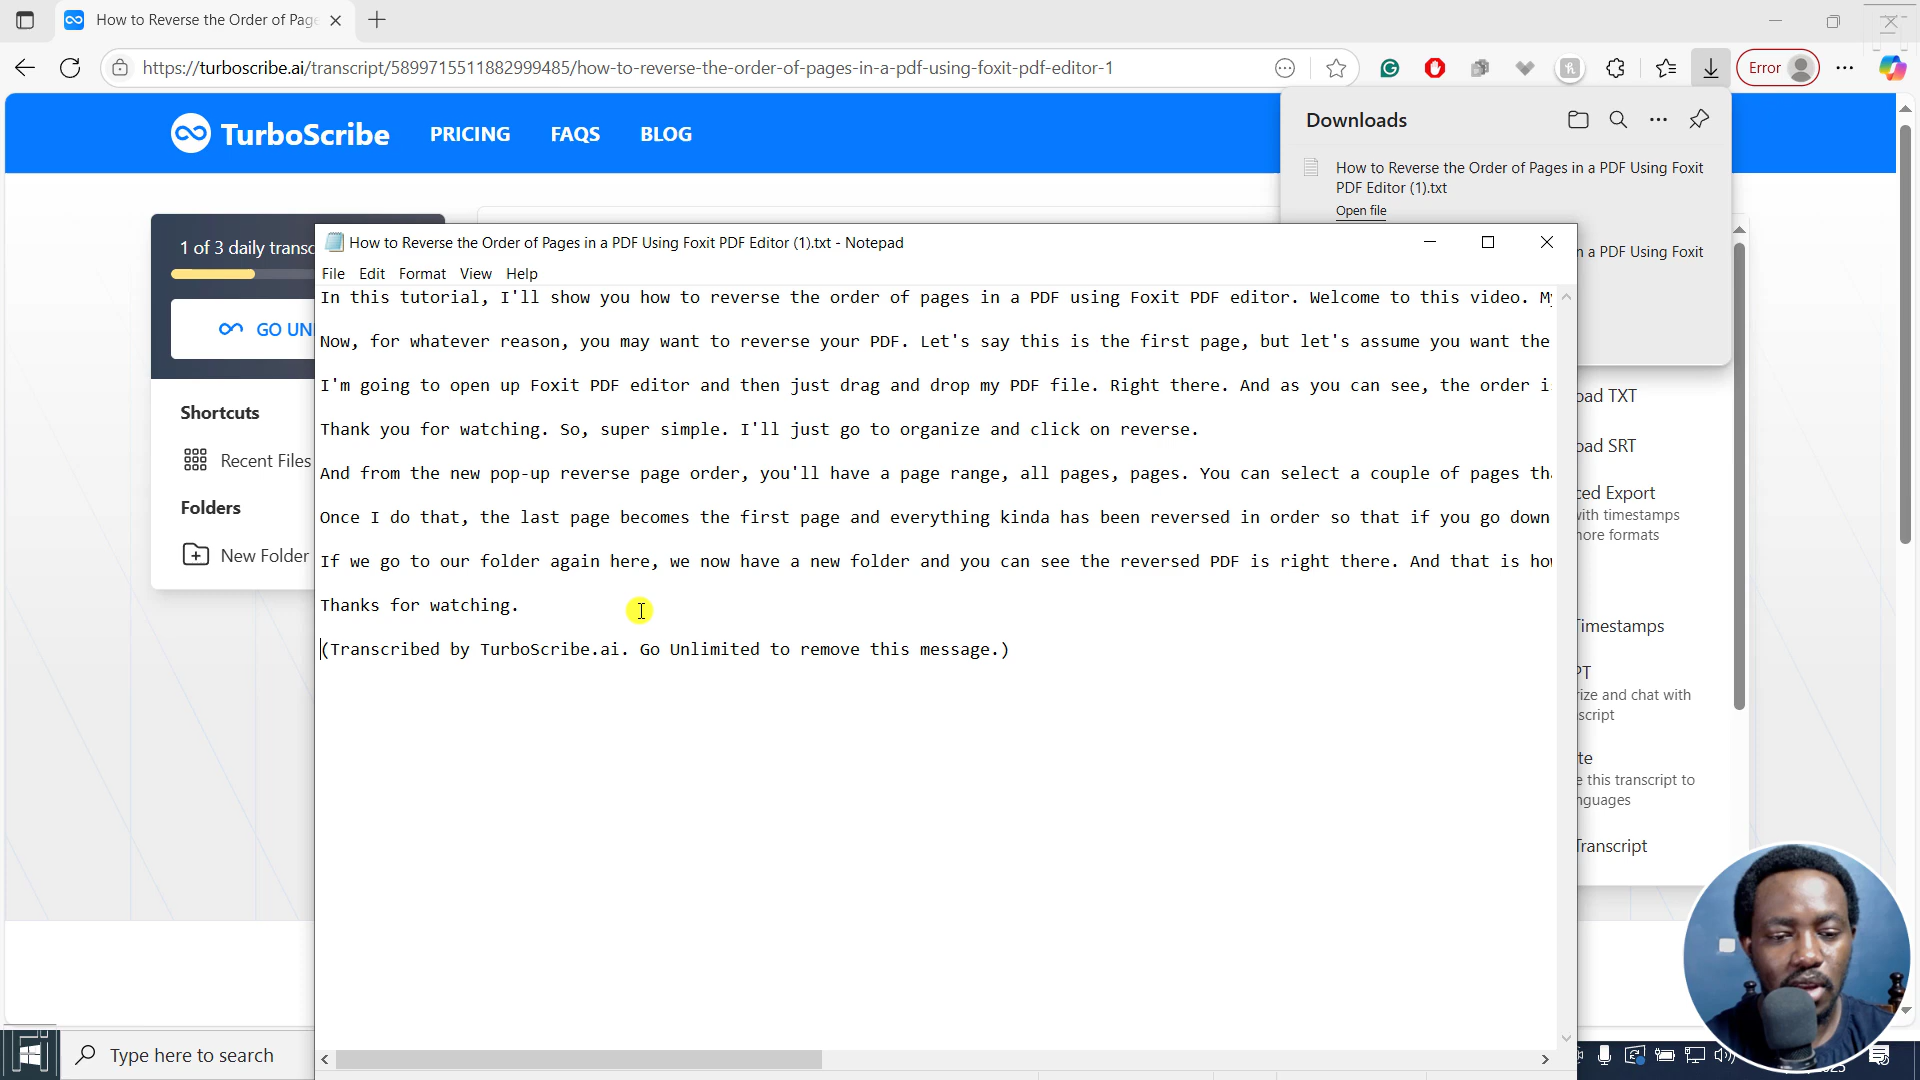 How to Reverse the Order of Page
https://turboscribe.ai/transcript/5899715511882999485/how-to-reverse-the-order-of-pages-in-a-pdf-using-foxit-pdf-editor-1
Error
TurboScribe
PRICING
FAQS
BLOG
Downloads
How to Reverse the Order of Pages in a PDF Using Foxit
PDF Editor (1).txt
Open file
n a PDF Using Foxit
1 of 3 daily transc
GO UN
Shortcuts
Recent Files
Folders
New Folder
How to Reverse the Order of Pages in a PDF Using Foxit PDF Editor (1).txt - Notepad
File Edit Format View Help
In this tutorial, I'll show you how to reverse the order of pages in a PDF using Foxit PDF editor. Welcome to this video. My
Now, for whatever reason, you may want to reverse your PDF. Let's say this is the first page, but let's assume you want the
I'm going to open up Foxit PDF editor and then just drag and drop my PDF file. Right there. And as you can see, the order i
Thank you for watching. So, super simple. I'll just go to organize and click on reverse.
And from the new pop-up reverse page order, you'll have a page range, all pages, pages. You can select a couple of pages th
Once I do that, the last page becomes the first page and everything kinda has been reversed in order so that if you go down
If we go to our folder again here, we now have a new folder and you can see the reversed PDF is right there. And that is how
Thanks for watching.
(Transcribed by TurboScribe.ai. Go Unlimited to remove this message.)
oad TXT
oad SRT
ced Export
with timestamps
more formats
Timestamps
PT
rize and chat with
script
te
e this transcript to
nguages
Transcript
Type here to search